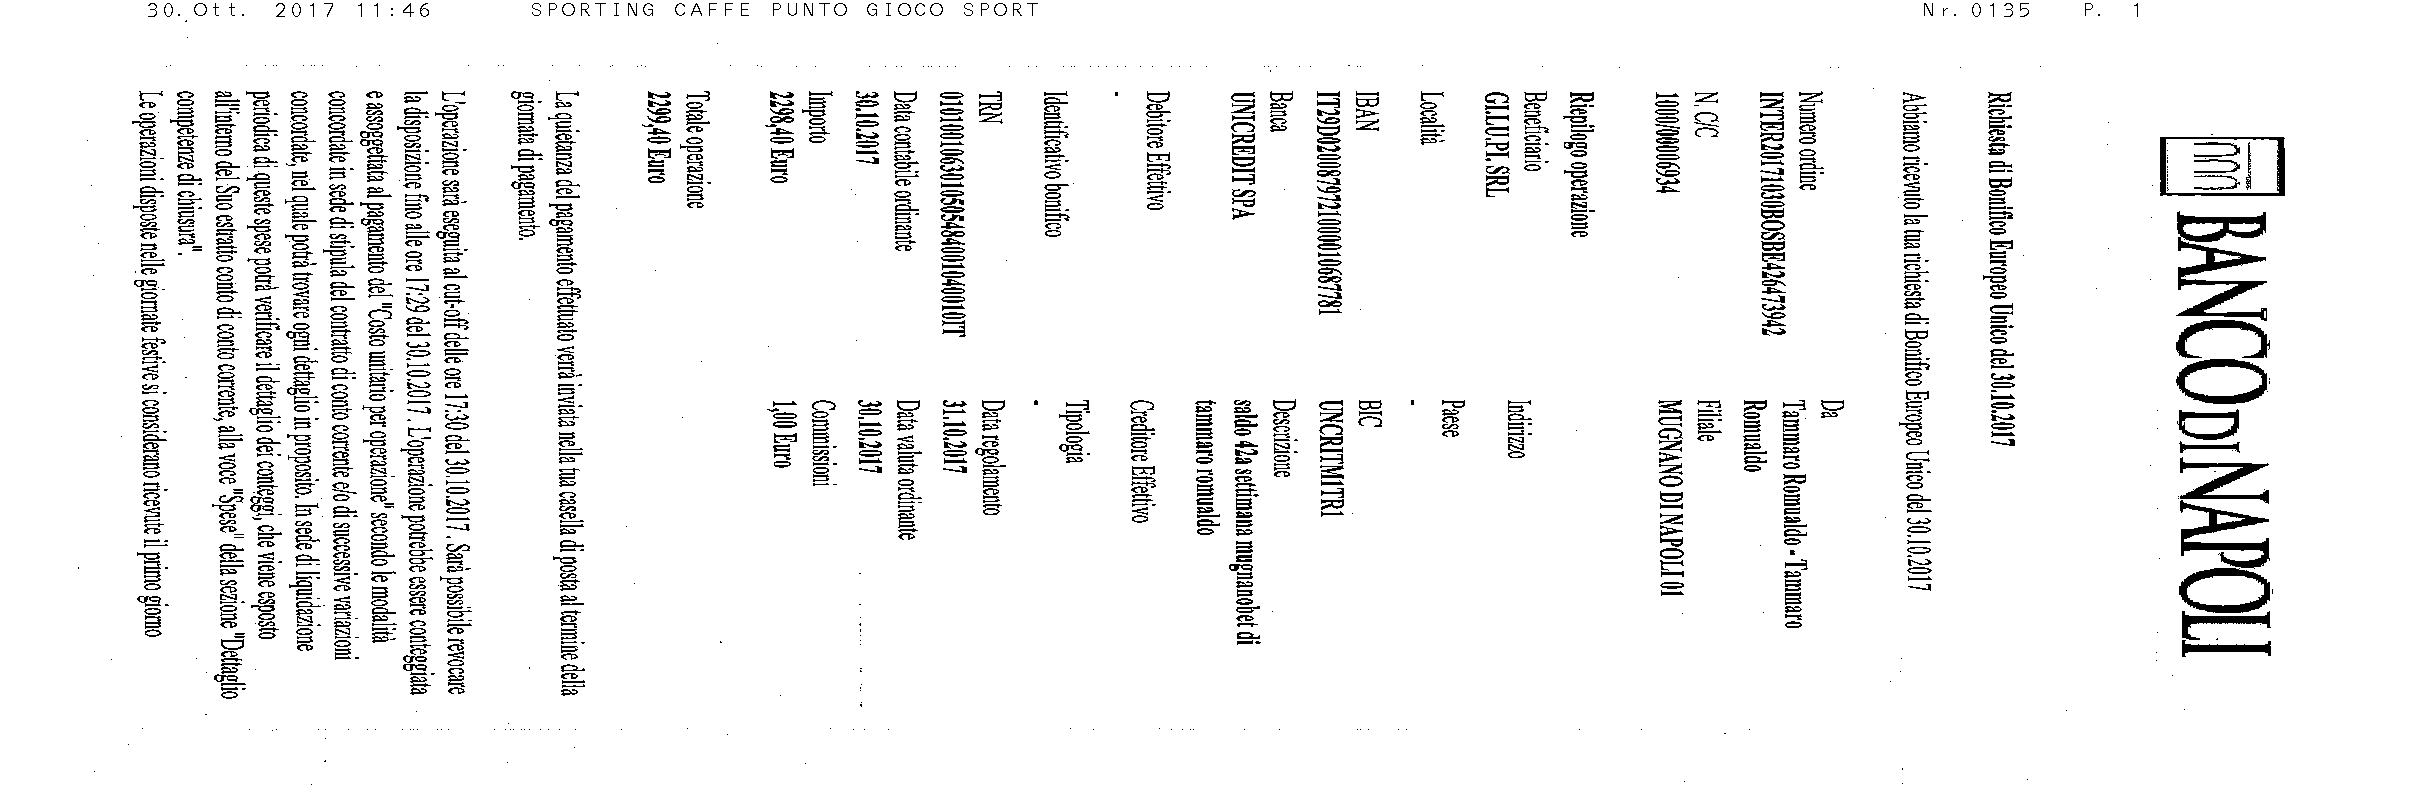 30.Ott. 2017 11:46 SPORTING CAFFE PUNTO GIOCO SPORT Nr.0135 P. 1
BANCO DI NAPOLI
Richiesta di Bonifico Europeo Unico del 30.10.2017
Abbiamo ricevuto la tua richiesta di Bonifico Europeo Unico del 30.10.2017
Numero ordine
INTER20171030BOSBE426473942
Da
Tammaro Romualdo - Tammaro
Romualdo
N. C/C
1000/00006934
Filiale
MUGNANO DI NAPOLI 01
Riepilogo operazione
Beneficiario
GI.LUPI. SRL
Indirizzo
Località
Paese
-
IBAN
IT29D0200879721000010687781
BIC
UNCRITM1TR1
Banca
UNICREDIT SPA
Descrizione
saldo 42a settimana mugnanobet di
tammaro romualdo
Debitore Effettivo
-
Creditore Effettivo
Identificativo bonifico
Tipologia
-
TRN
0101001063010505484001040010IT
Data regolamento
31.10.2017
Data contabile ordinante
30.10.2017
Data valuta ordinante
30.10.2017
Importo
2298,40 Euro
Commissioni
1,00 Euro
Totale operazione
2299,40 Euro
La quietanza del pagamento effettuato verrà inviata nella tua casella di posta al termine della
giornata di pagamento.
L'operazione sarà eseguita al cut-off delle ore 17:30 del 30.10.2017. Sarà possibile revocare
la disposizione fino alle ore 17:29 del 30.10.2017. L'operazione potrebbe essere conteggiata
e assoggettata al pagamento del "Costo unitario per operazione" secondo le modalità
concordate in sede di stipula del contratto di conto corrente e/o di successive variazioni
concordate, nel quale potrà trovare ogni dettaglio in proposito. In sede di liquidazione
periodica di queste spese potrà verificare il dettaglio dei conteggi, che viene esposto
all'interno del Suo estratto conto di conto corrente, alla voce "Spese" della sezione "Dettaglio
competenze di chiusura".
Le operazioni disposte nelle giornate festive si considerano ricevute il primo giorno